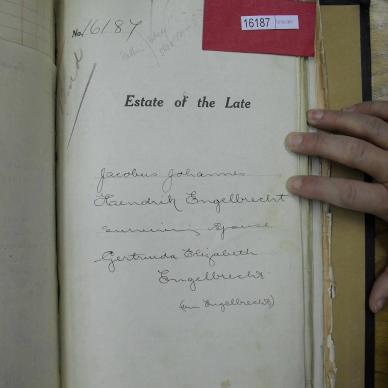 No. 16187
16187
Estate of the Late
Jacobus Johannes
Hendrik Engelbrecht
surviving spouse
Gertruida Elizabeth
Engelbrecht
(born Engelbrecht)